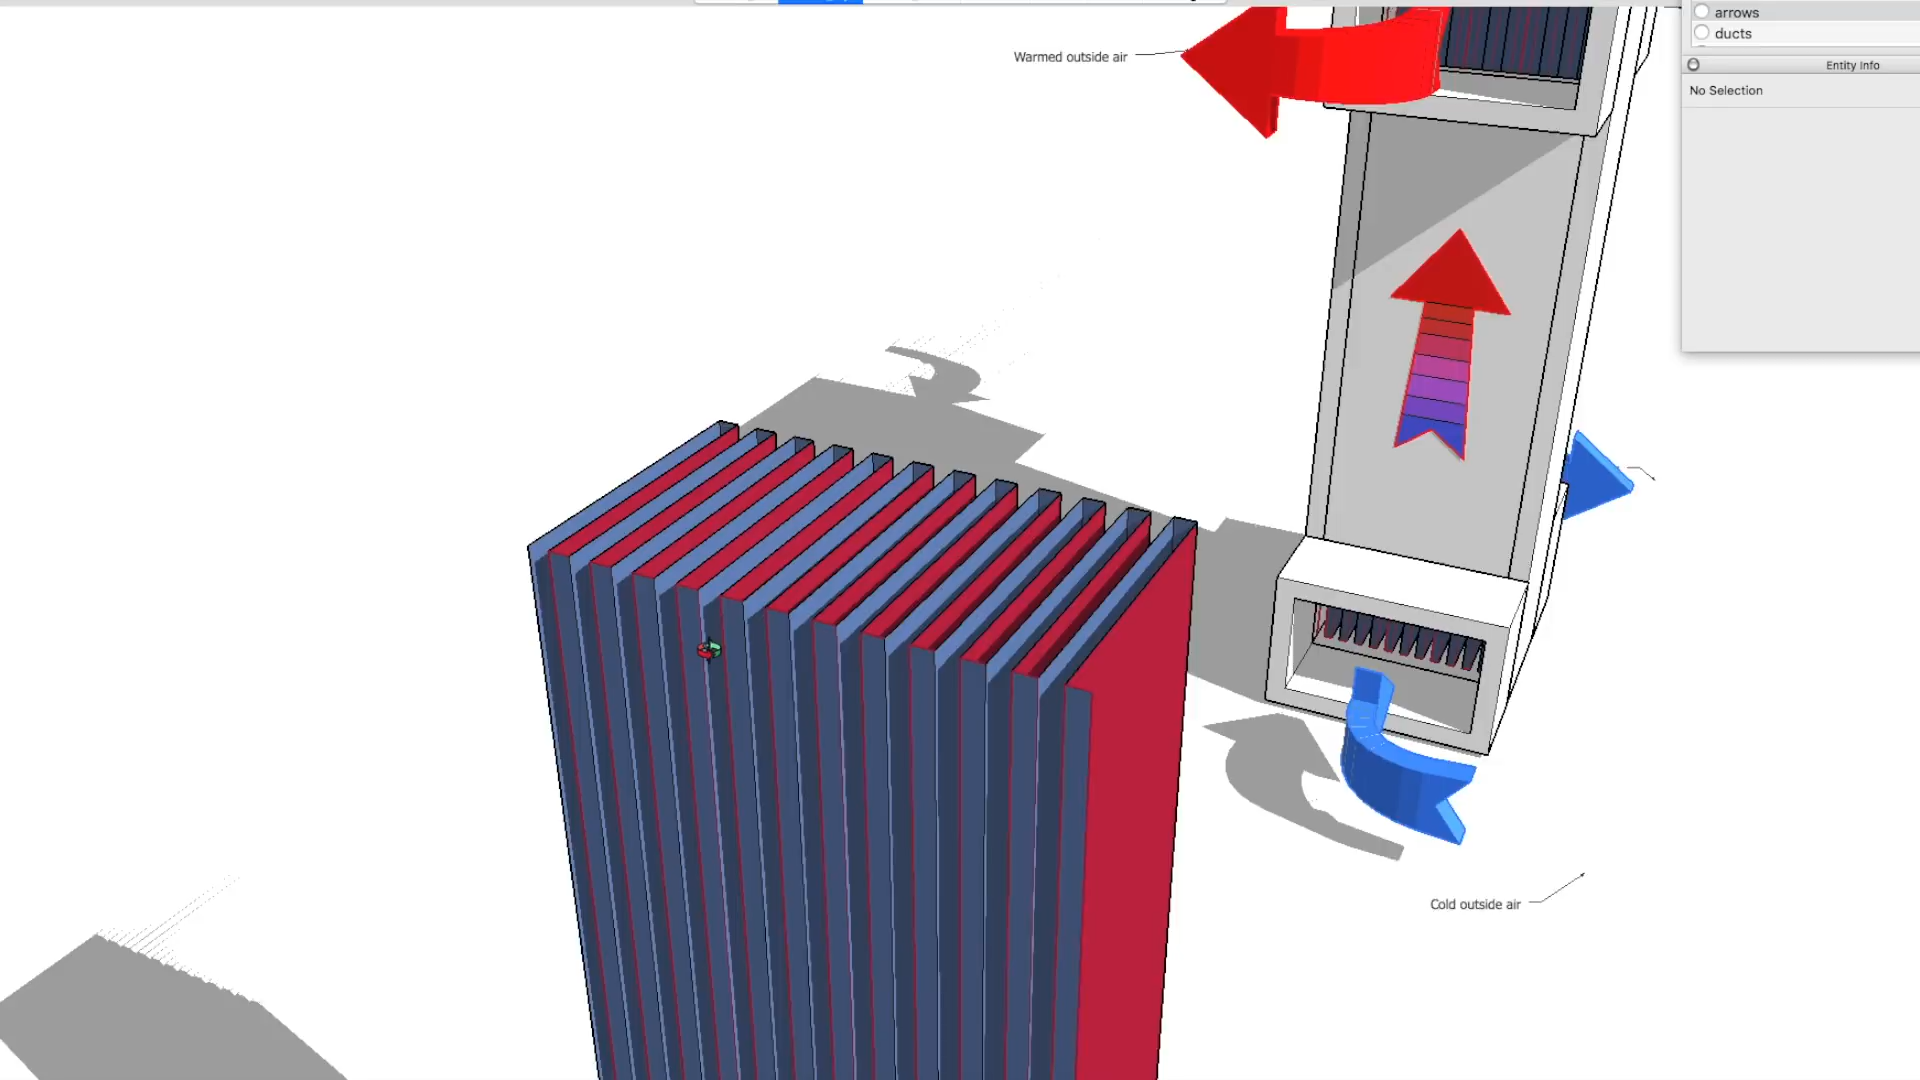 arrows
ducts
Entity Info
No Selection
Warmed outside air
Cold outside air